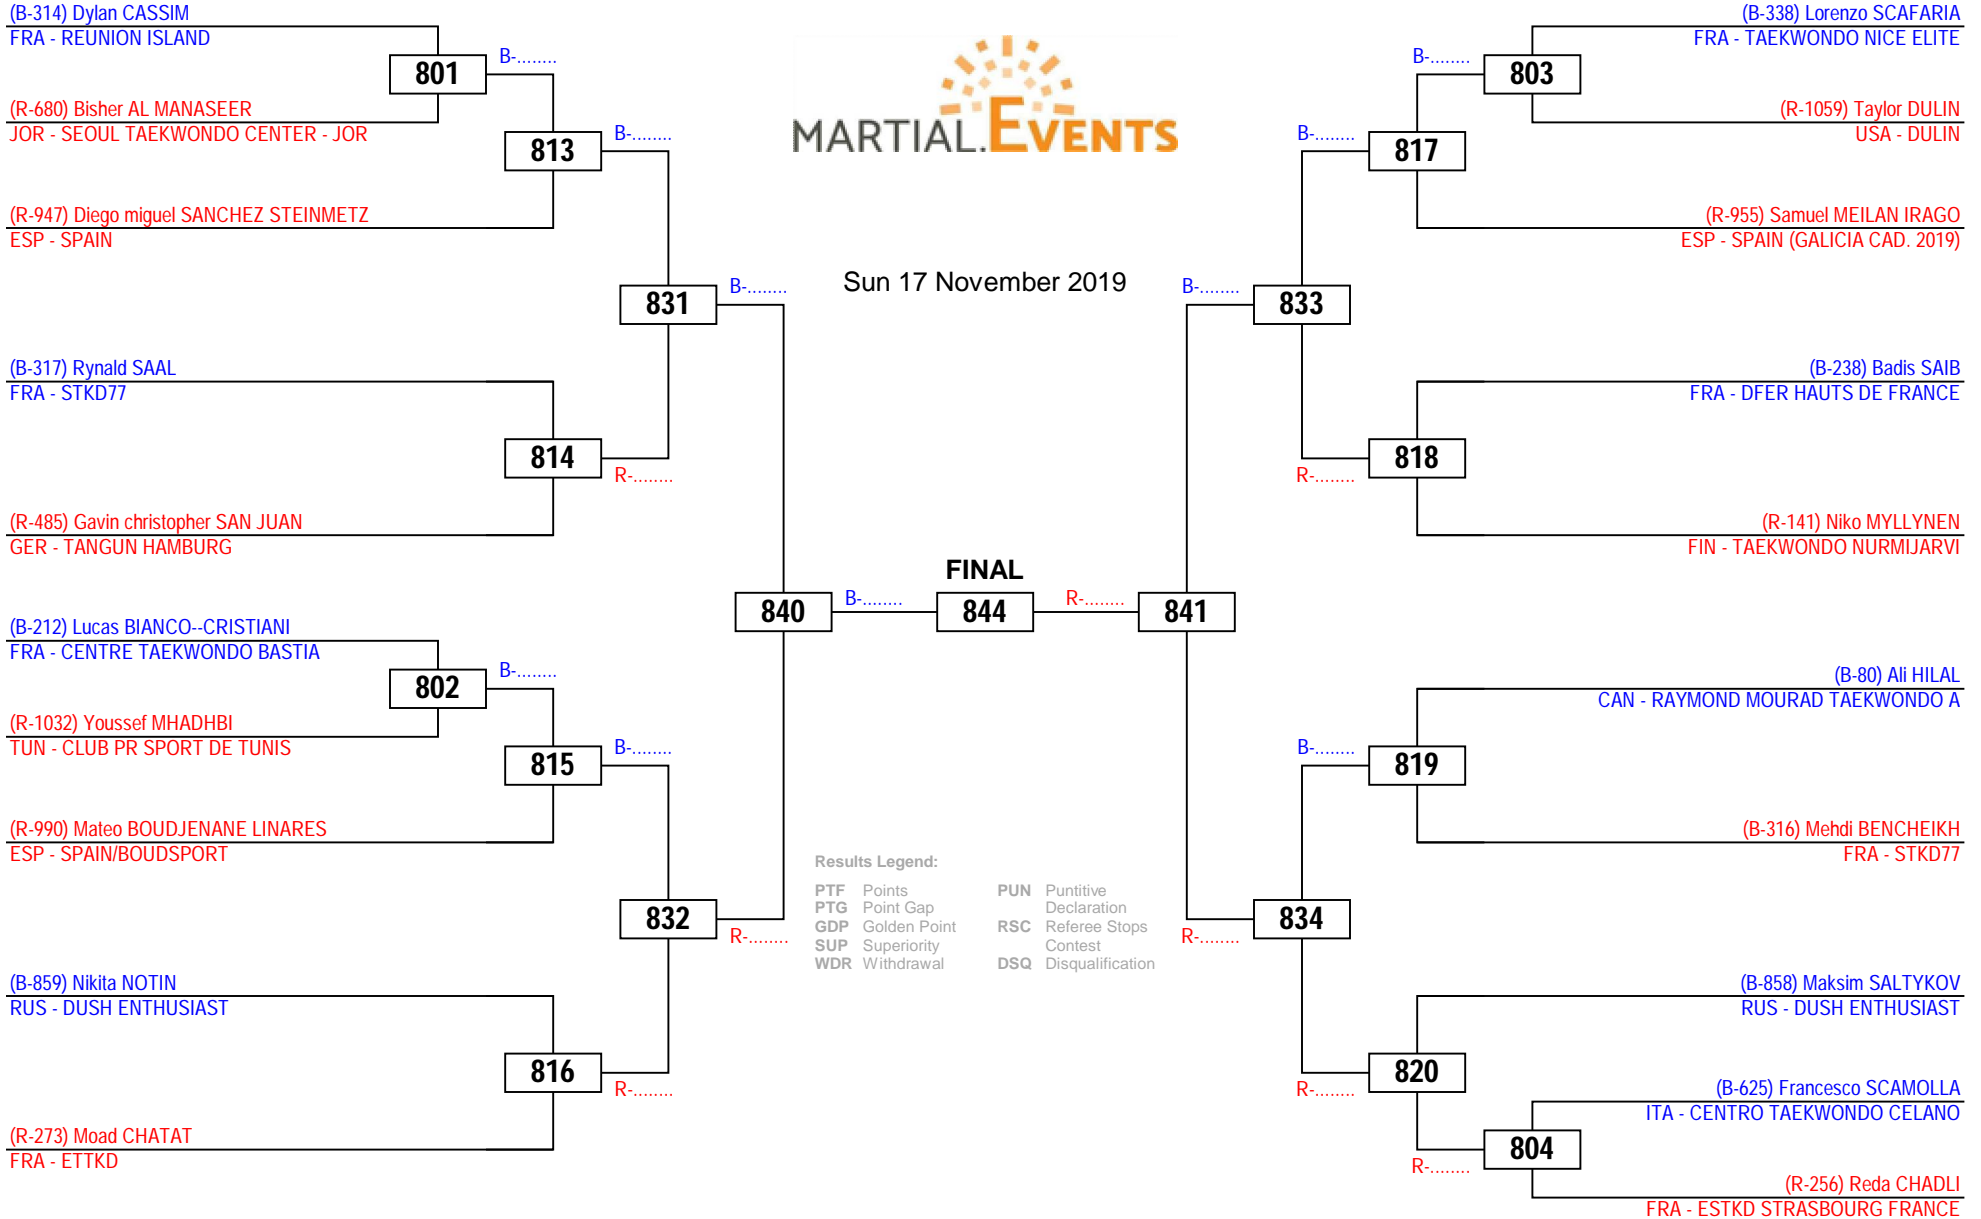 (B-314) Dylan CASSIM
FRA - REUNION ISLAND
801
B-........
(R-680) Bisher AL MANASEER
JOR - SEOUL TAEKWONDO CENTER - JOR
813
B-........
(R-947) Diego miguel SANCHEZ STEINMETZ
ESP - SPAIN
831
B-........
(B-317) Rynald SAAL
FRA - STKD77
814
R-........
(R-485) Gavin christopher SAN JUAN
GER - TANGUN HAMBURG
840
B-........
(B-212) Lucas BIANCO--CRISTIANI
FRA - CENTRE TAEKWONDO BASTIA
802
B-........
(R-1032) Youssef MHADHBI
TUN - CLUB PR SPORT DE TUNIS
815
B-........
(R-990) Mateo BOUDJENANE LINARES
ESP - SPAIN/BOUDSPORT
832
R-........
(B-859) Nikita NOTIN
RUS - DUSH ENTHUSIAST
816
R-........
(R-273) Moad CHATAT
FRA - ETTKD
MARTIAL.EVENTS
Sun 17 November 2019
FINAL
844
Results Legend:
PTF Points
PTG Point Gap
GDP Golden Point
SUP Superiority
WDR Withdrawal
PUN Puntitive
Declaration
RSC Referee Stops
Contest
DSQ Disqualification
(B-338) Lorenzo SCAFARIA
FRA - TAEKWONDO NICE ELITE
B-........
803
(R-1059) Taylor DULIN
USA - DULIN
B-........
817
(R-955) Samuel MEILAN IRAGO
ESP - SPAIN (GALICIA CAD. 2019)
B-........
833
(B-238) Badis SAIB
FRA - DFER HAUTS DE FRANCE
818
R-........
(R-141) Niko MYLLYNEN
FIN - TAEKWONDO NURMIJARVI
R-........
841
(B-80) Ali HILAL
CAN - RAYMOND MOURAD TAEKWONDO A
B-........
819
(B-316) Mehdi BENCHEIKH
FRA - STKD77
834
R-........
(B-858) Maksim SALTYKOV
RUS - DUSH ENTHUSIAST
820
R-........
(B-625) Francesco SCAMOLLA
ITA - CENTRO TAEKWONDO CELANO
804
R-........
(R-256) Reda CHADLI
FRA - ESTKD STRASBOURG FRANCE